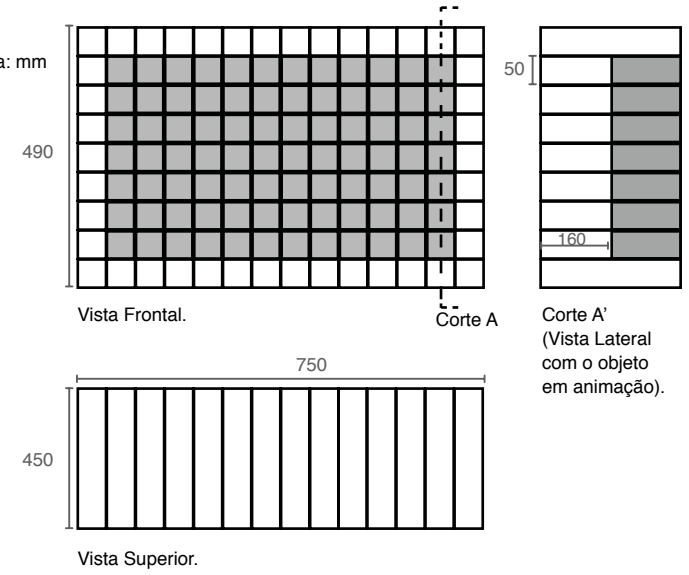 a: mm
50
490
160
Vista Frontal.
Corte A
Corte A’
(Vista Lateral
com o objeto
em animação).
750
450
Vista Superior.